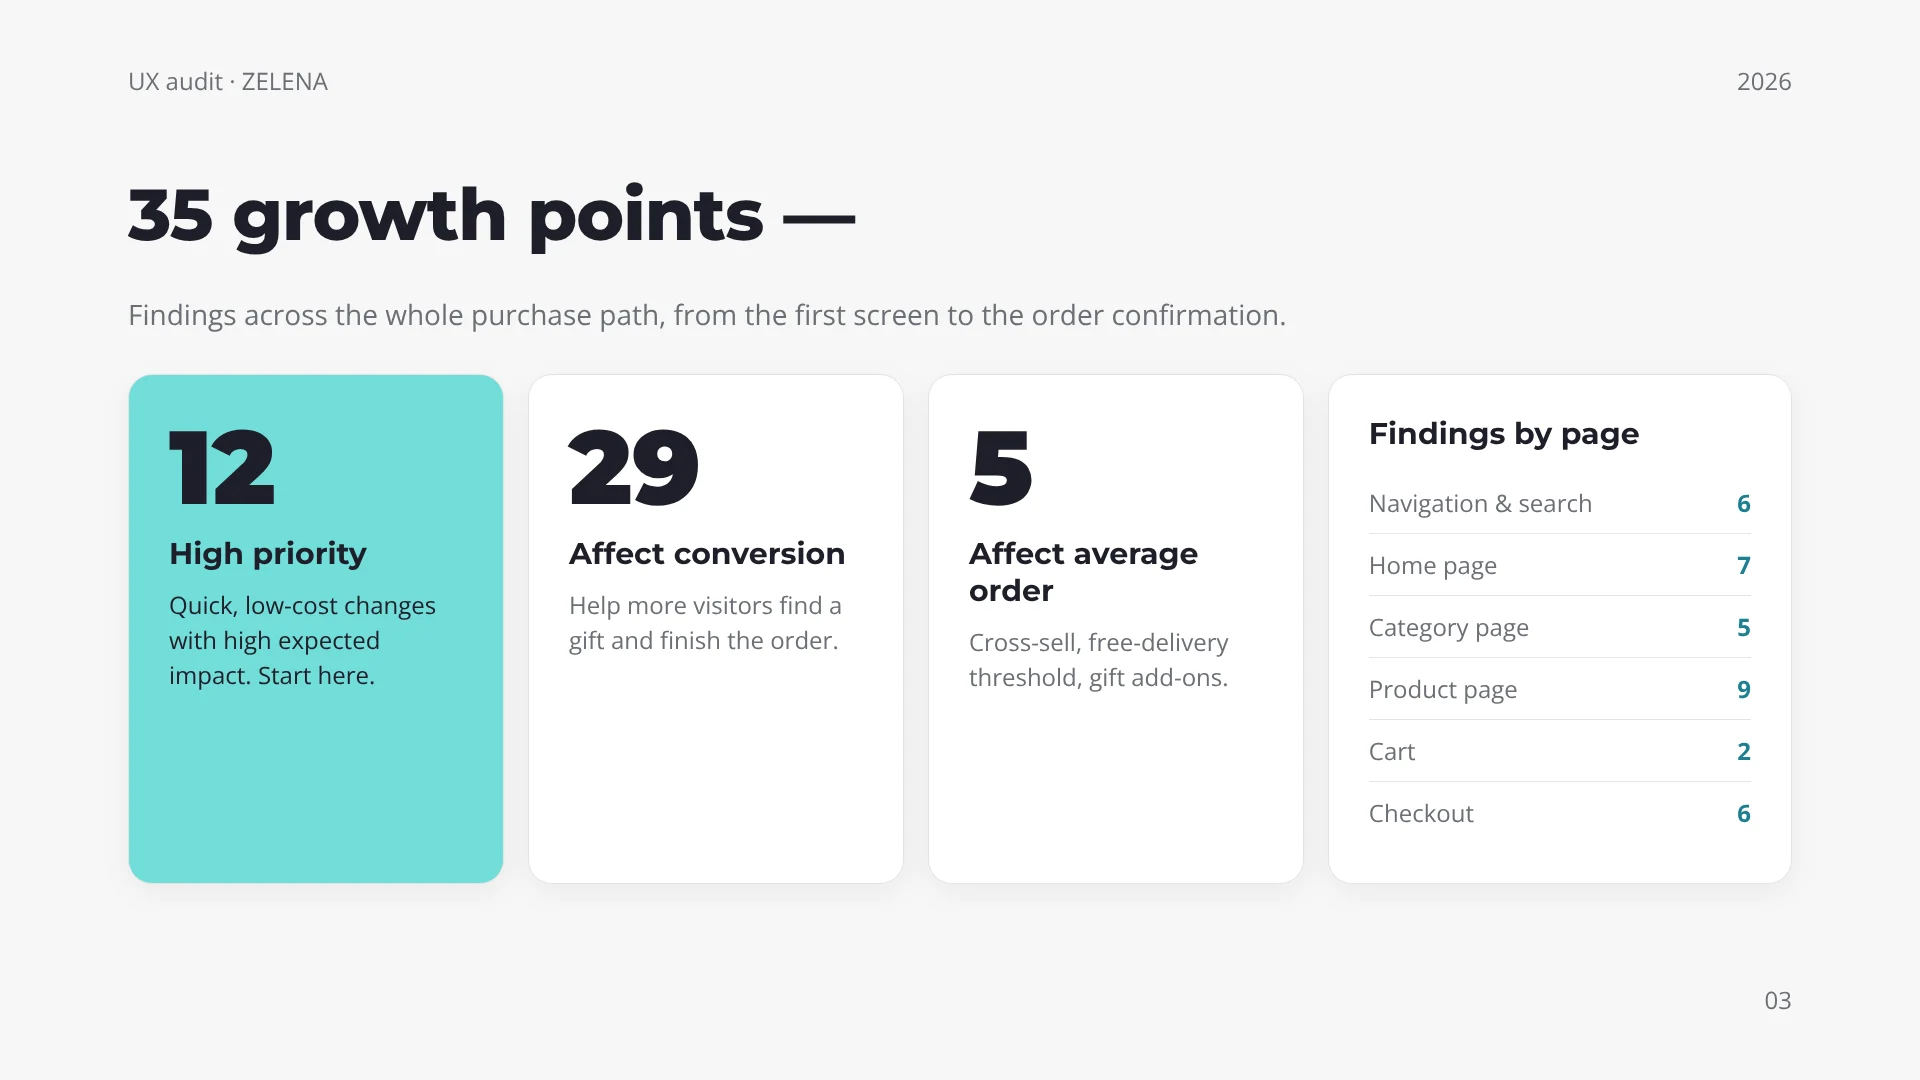 UX audit · ZELENA
2026
35 growth points —
Findings across the whole purchase path, from the first screen to the order confirmation.
12
High priority
Quick, low-cost changes
with high expected
impact. Start here.
29
Affect conversion
Help more visitors find a
gift and finish the order.
5
Affect average
order
Cross-sell, free-delivery
threshold, gift add-ons.
Findings by page
Navigation & search 6
Home page 7
Category page 5
Product page 9
Cart 2
Checkout 6
03